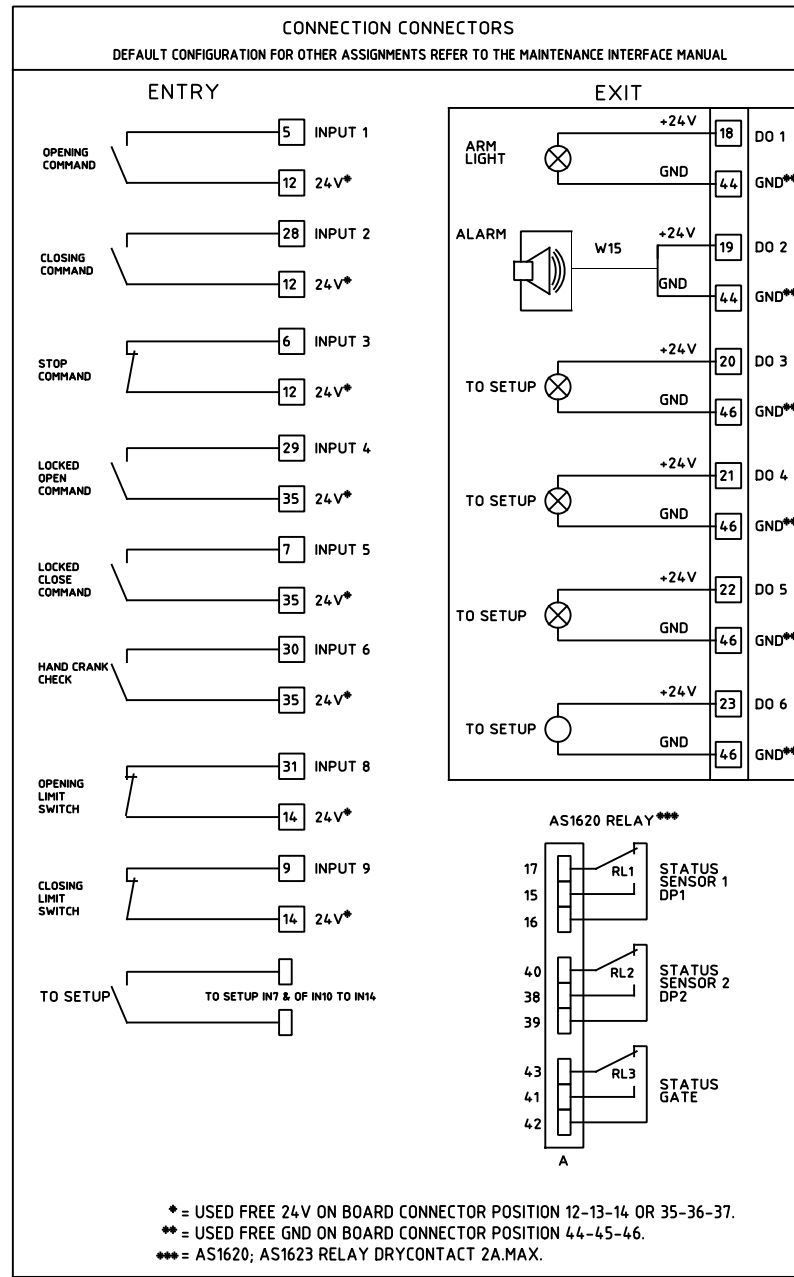 CONNECTION CONNECTORS
DEFAULT CONFIGURATION FOR OTHER ASSIGNMENTS REFER TO THE MAINTENANCE INTERFACE MANUAL
ENTRY
OPENING
COMMAND
5 INPUT 1
12 24V*
CLOSING
COMMAND
28 INPUT 2
12 24V*
STOP
COMMAND
6 INPUT 3
12 24V*
LOCKED
OPEN
COMMAND
29 INPUT 4
35 24V*
LOCKED
CLOSE
COMMAND
7 INPUT 5
35 24V*
HAND CRANK
CHECK
30 INPUT 6
35 24V*
OPENING
LIMIT
SWITCH
31 INPUT 8
14 24V*
CLOSING
LIMIT
SWITCH
9 INPUT 9
14 24V*
TO SETUP
TO SETUP IN7 & OF IN10 TO IN14
EXIT
ARM
LIGHT
+24V 18 DO 1
GND 44 GND**
ALARM
W15
+24V 19 DO 2
GND 44 GND**
TO SETUP
+24V 20 DO 3
GND 46 GND**
TO SETUP
+24V 21 DO 4
GND 46 GND**
TO SETUP
+24V 22 DO 5
GND 46 GND**
TO SETUP
+24V 23 DO 6
GND 46 GND**
AS1620 RELAY***
17
15
16
RL1
STATUS
SENSOR 1
DP1
40
38
39
RL2
STATUS
SENSOR 2
DP2
43
41
42
RL3
STATUS
GATE
A
* = USED FREE 24V ON BOARD CONNECTOR POSITION 12-13-14 OR 35-36-37.
** = USED FREE GND ON BOARD CONNECTOR POSITION 44-45-46.
*** = AS1620; AS1623 RELAY DRYCONTACT 2A.MAX.